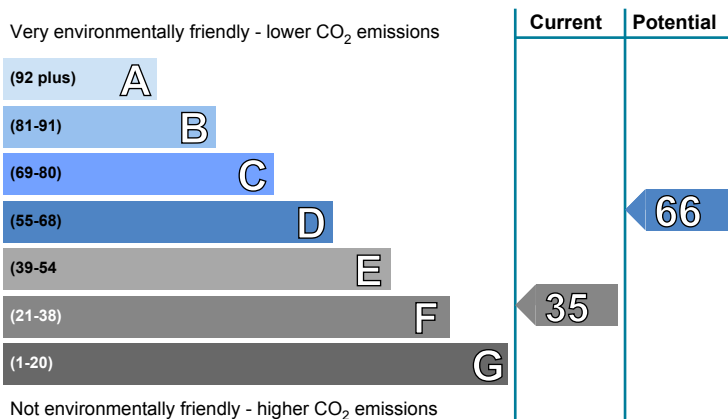 Current Potential
Very environmentally friendly - lower CO2 emissions
(92 plus) A
(81-91) B
(69-80) C
(55-68) D
66
(39-54 E
(21-38) F
35
(1-20) G
Not environmentally friendly - higher CO2 emissions